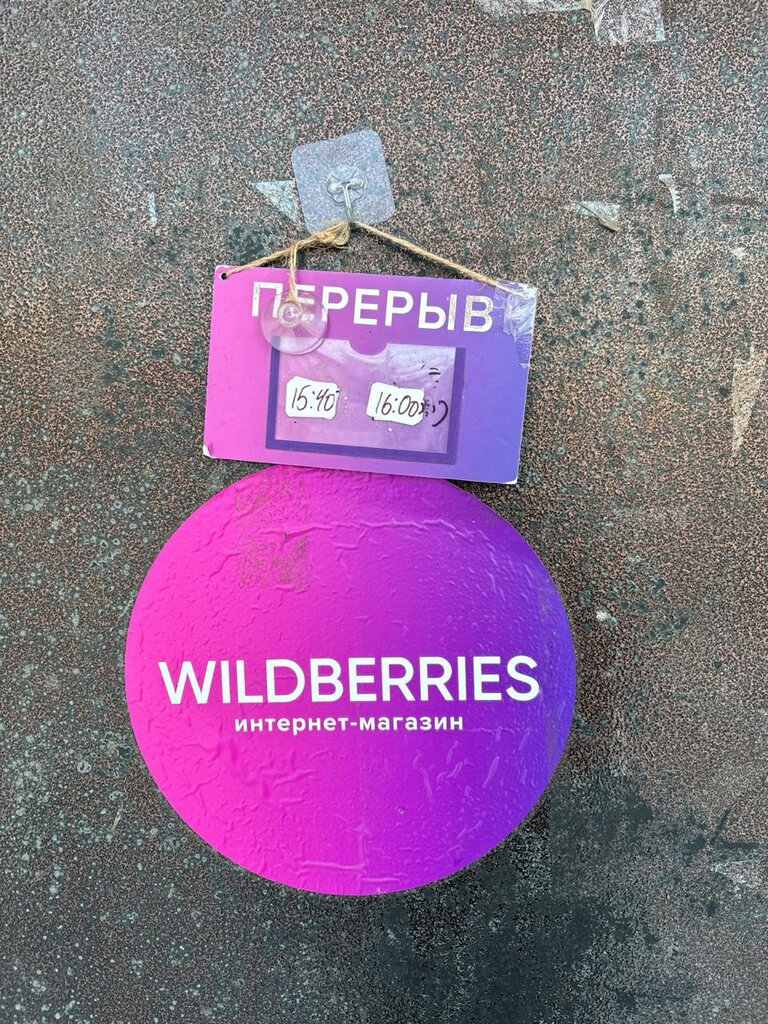 ПЕРЕРЫВ
15:40 16:00
WILDBERRIES
интернет-магазин